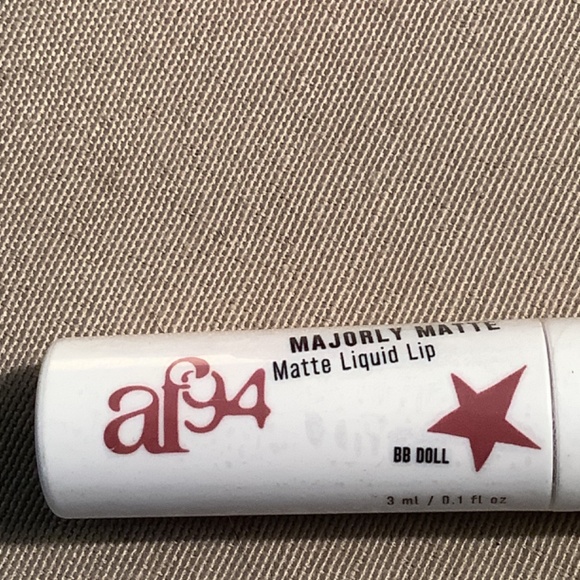 af94
MAJORLY MATTE
Matte Liquid Lip
BB DOLL
3 ml / 0.1 fl oz